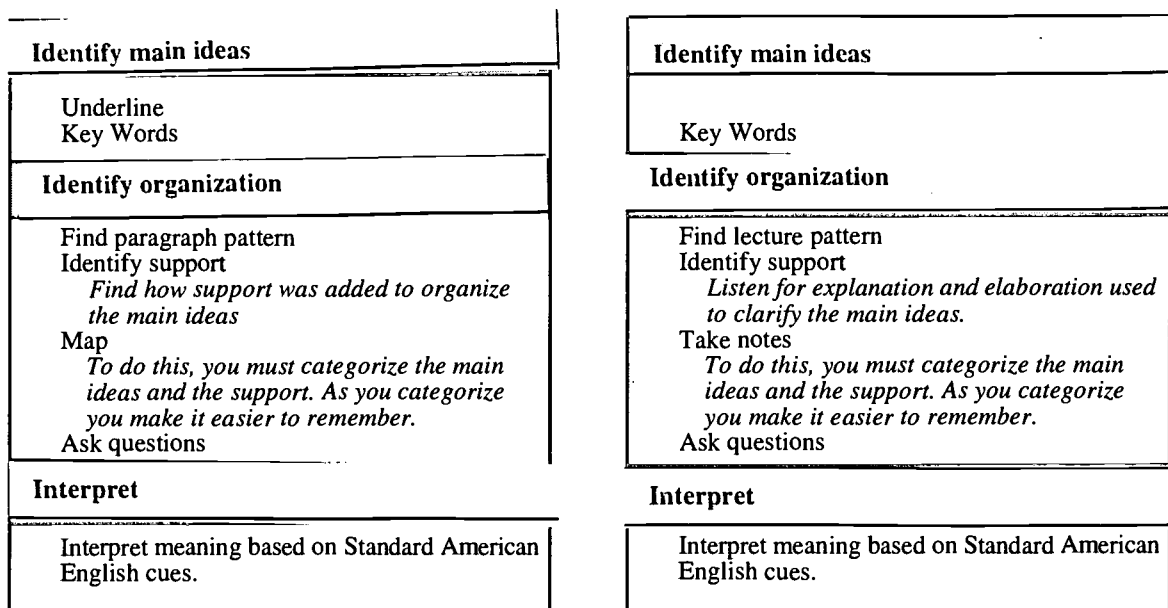 Identify main ideas
Underline
Key Words
Identify organization
Find paragraph pattern
Identify support
Find how support was added to organize
the main ideas
Map
To do this, you must categorize the main
ideas and the support. As you categorize
you make it easier to remember.
Ask questions
Interpret
Interpret meaning based on Standard American
English cues.
Identify main ideas
Key Words
Identify organization
Find lecture pattern
Identify support
Listen for explanation and elaboration used
to clarify the main ideas.
Take notes
To do this, you must categorize the main
ideas and the support. As you categorize
you make it easier to remember.
Ask questions
Interpret
Interpret meaning based on Standard American
English cues.